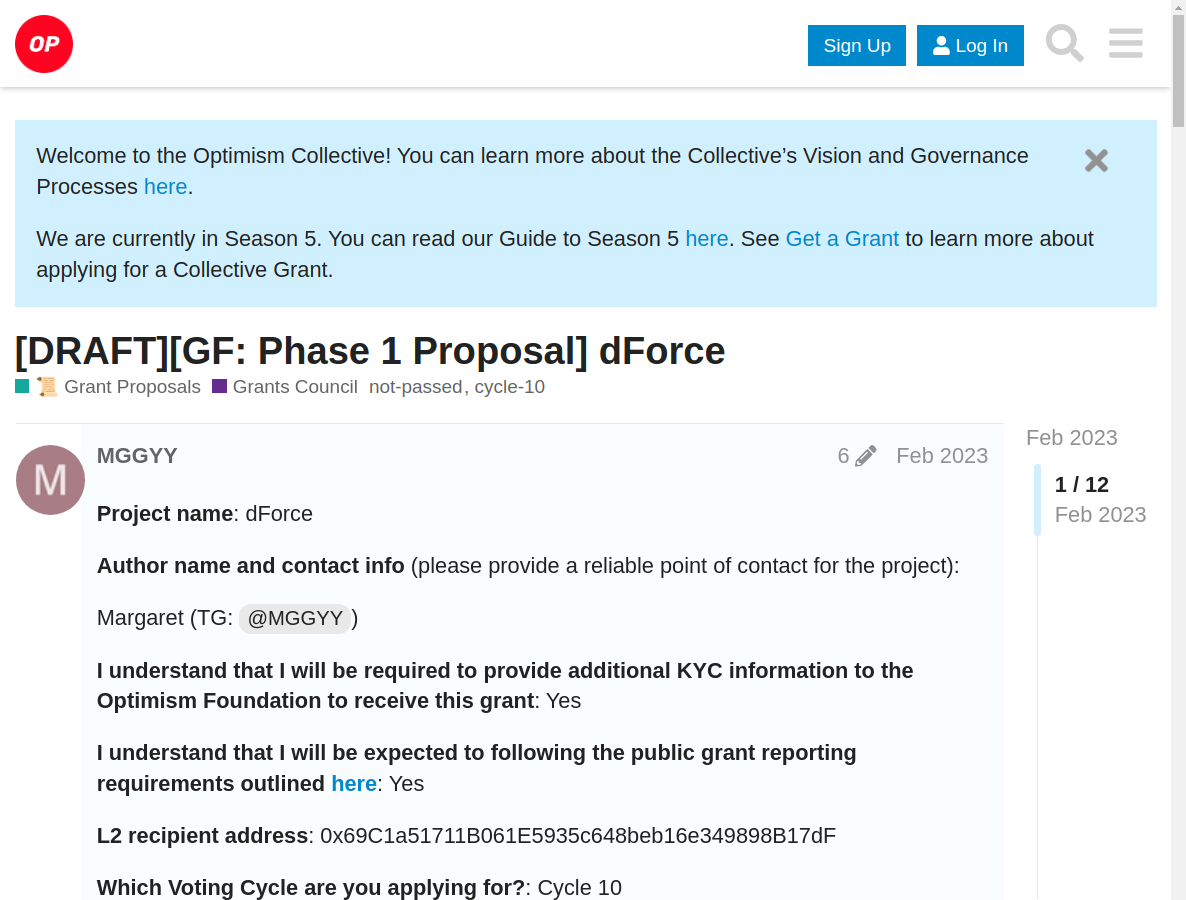 OP
Sign Up
Log In
Welcome to the Optimism Collective! You can learn more about the Collective’s Vision and Governance
Processes here.
We are currently in Season 5. You can read our Guide to Season 5 here. See Get a Grant to learn more about
applying for a Collective Grant.
[DRAFT][GF: Phase 1 Proposal] dForce
📜 Grant Proposals Grants Council not-passed, cycle-10
M
MGGYY
6
Feb 2023
Project name: dForce
Author name and contact info (please provide a reliable point of contact for the project):
Margaret (TG: @MGGYY)
I understand that I will be required to provide additional KYC information to the
Optimism Foundation to receive this grant: Yes
I understand that I will be expected to following the public grant reporting
requirements outlined here: Yes
L2 recipient address: 0x69C1a51711B061E5935c648beb16e349898B17dF
Which Voting Cycle are you applying for?: Cycle 10
Feb 2023
1 / 12
Feb 2023